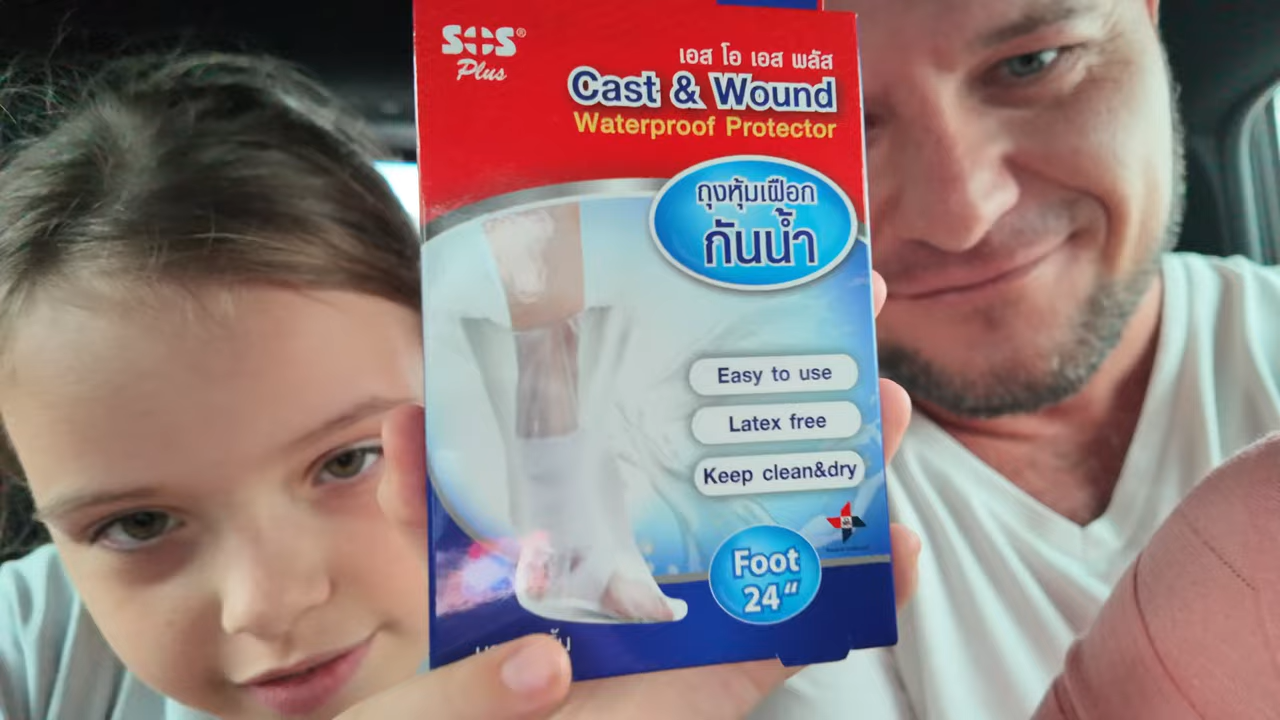 SOS®
Plus
เอส โอ เอส พลัส
Cast & Wound
Waterproof Protector
ถุงหุ้มเฝือก
กันน้ำ
Easy to use
Latex free
Keep clean&dry
Foot
24"